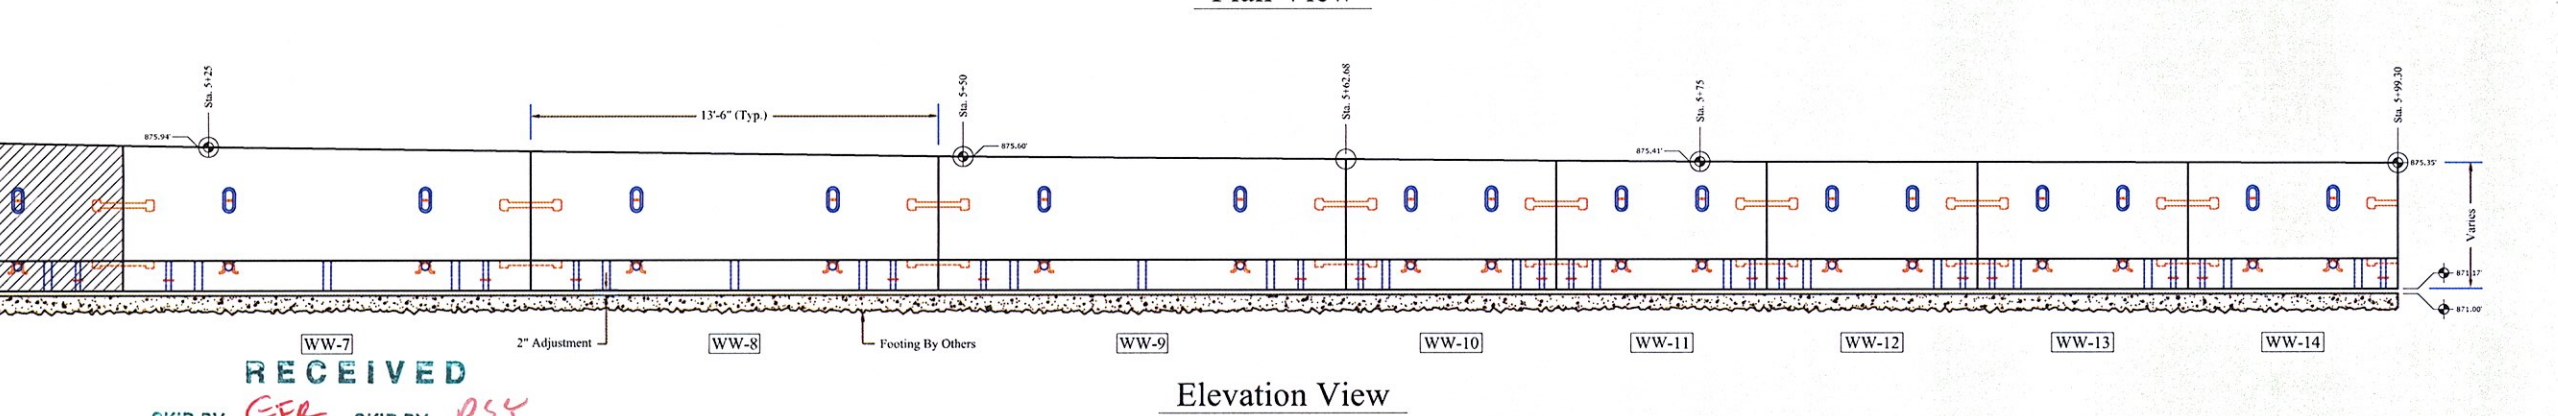 Plan View
Sta. 5+25
Sta. 5+50
Sta. 5+62.68
Sta. 5+75
Sta. 5+99.30
13'-6" (Typ.)
875.94'
875.60'
875.41'
875.35'
Varies
871.17'
871.00'
WW-7
2" Adjustment
WW-8
Footing By Others
WW-9
WW-10
WW-11
WW-12
WW-13
WW-14
RECEIVED
Elevation View